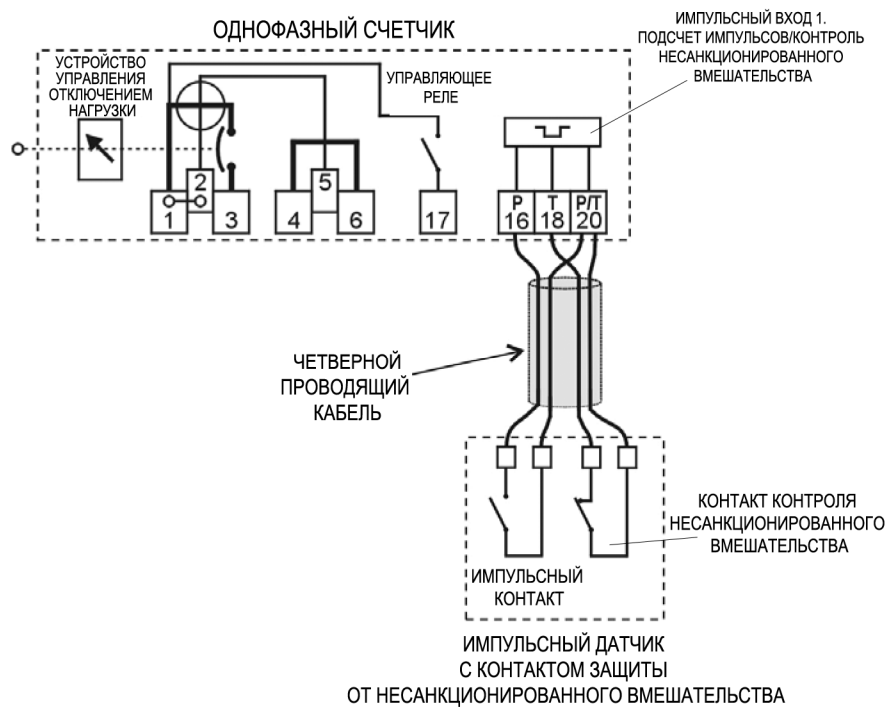 ОДНОФАЗНЫЙ СЧЕТЧИК
ИМПУЛЬСНЫЙ ВХОД 1.
ПОДСЧЕТ ИМПУЛЬСОВ/КОНТРОЛЬ
НЕСАНКЦИОНИРОВАННОГО
ВМЕШАТЕЛЬСТВА
УСТРОЙСТВО
УПРАВЛЕНИЯ
ОТКЛЮЧЕНИЕМ
НАГРУЗКИ
УПРАВЛЯЮЩЕЕ
РЕЛЕ
1
2
3
4
5
6
17
P
16
T
18
P/T
20
ЧЕТВЕРНОЙ
ПРОВОДЯЩИЙ
КАБЕЛЬ
КОНТАКТ КОНТРОЛЯ
НЕСАНКЦИОНИРОВАННОГО
ВМЕШАТЕЛЬСТВА
ИМПУЛЬСНЫЙ
КОНТАКТ
ИМПУЛЬСНЫЙ ДАТЧИК
С КОНТАКТОМ ЗАЩИТЫ
ОТ НЕСАНКЦИОНИРОВАННОГО ВМЕШАТЕЛЬСТВА